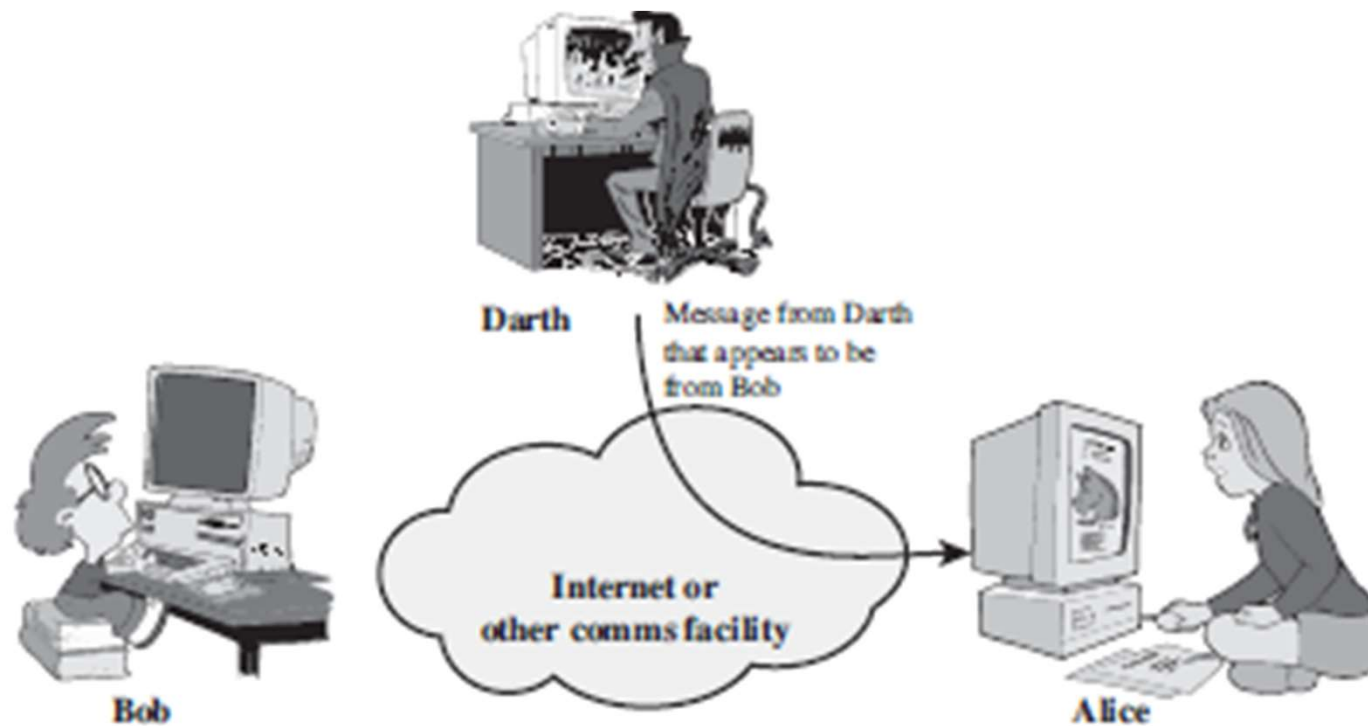 Darth
Message from Darth
that appears to be
from Bob
Internet or
other comms facility
Bob
Alice